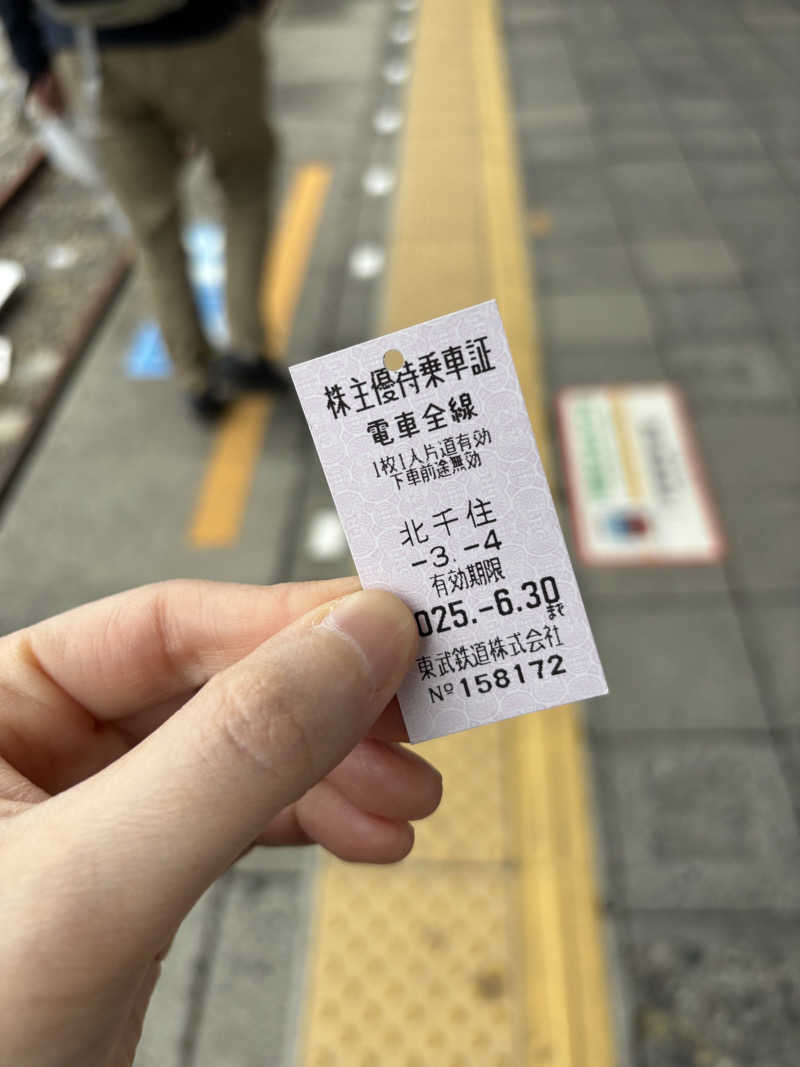 株主優待乗車証
電車全線
1枚1人片道有効
下車前途無効
北千住
-3.-4
有効期限
025.-6.30まで
東武鉄道株式会社
No 158172